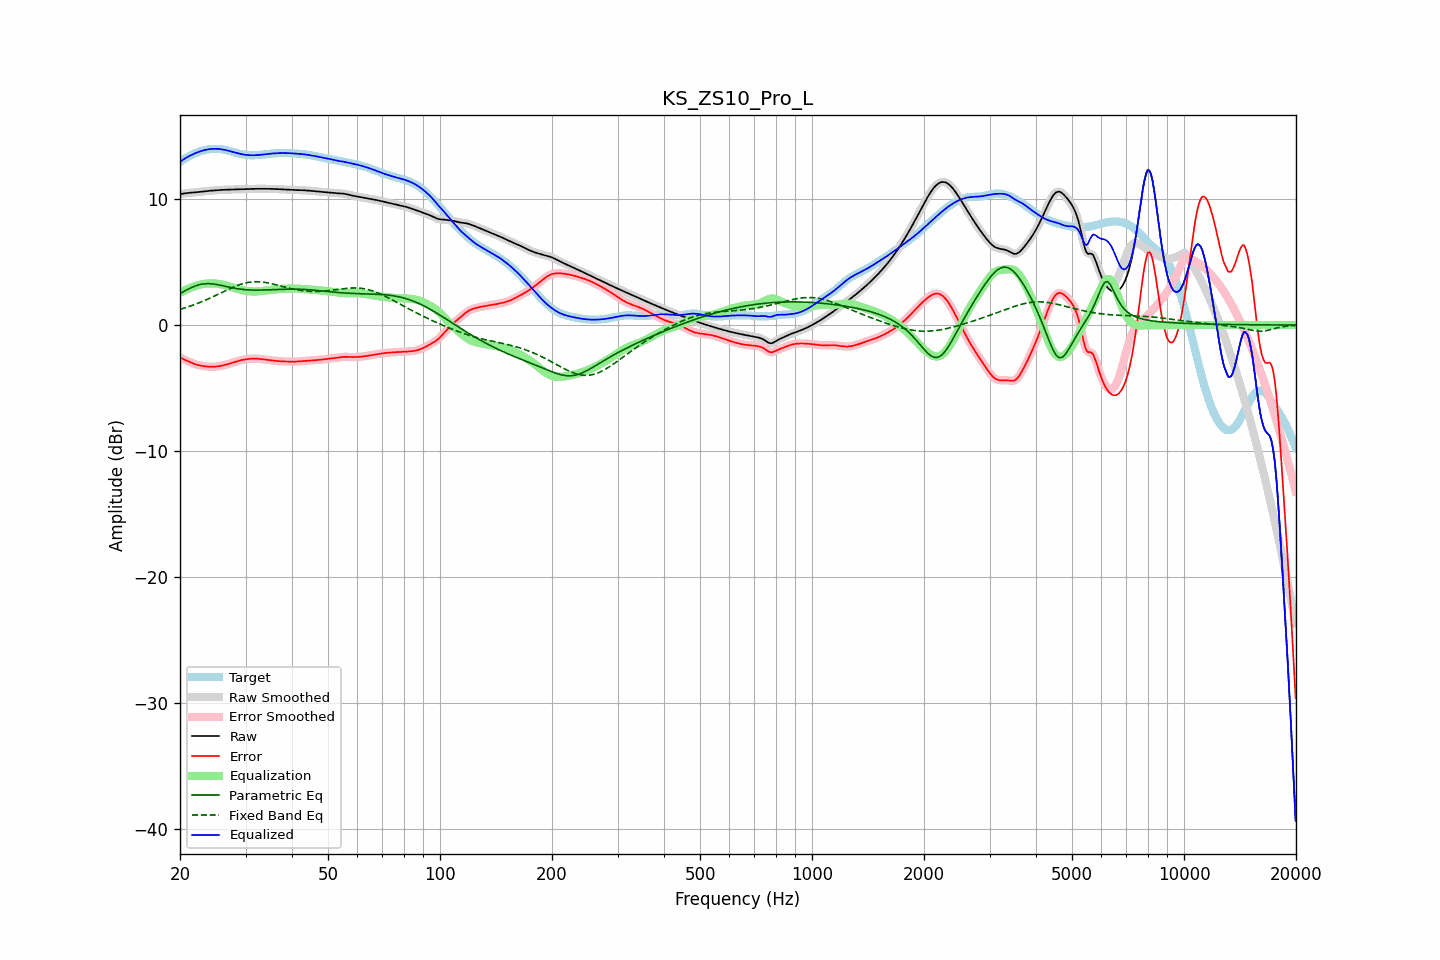 KS_ZS10_Pro_L
Amplitude (dBr)
10
0
−10
−20
−30
−40
Target
Raw Smoothed
Error Smoothed
Raw
Error
Equalization
Parametric Eq
Fixed Band Eq
Equalized
20 50 100 200 500 1000 2000 5000 10000 20000
Frequency (Hz)